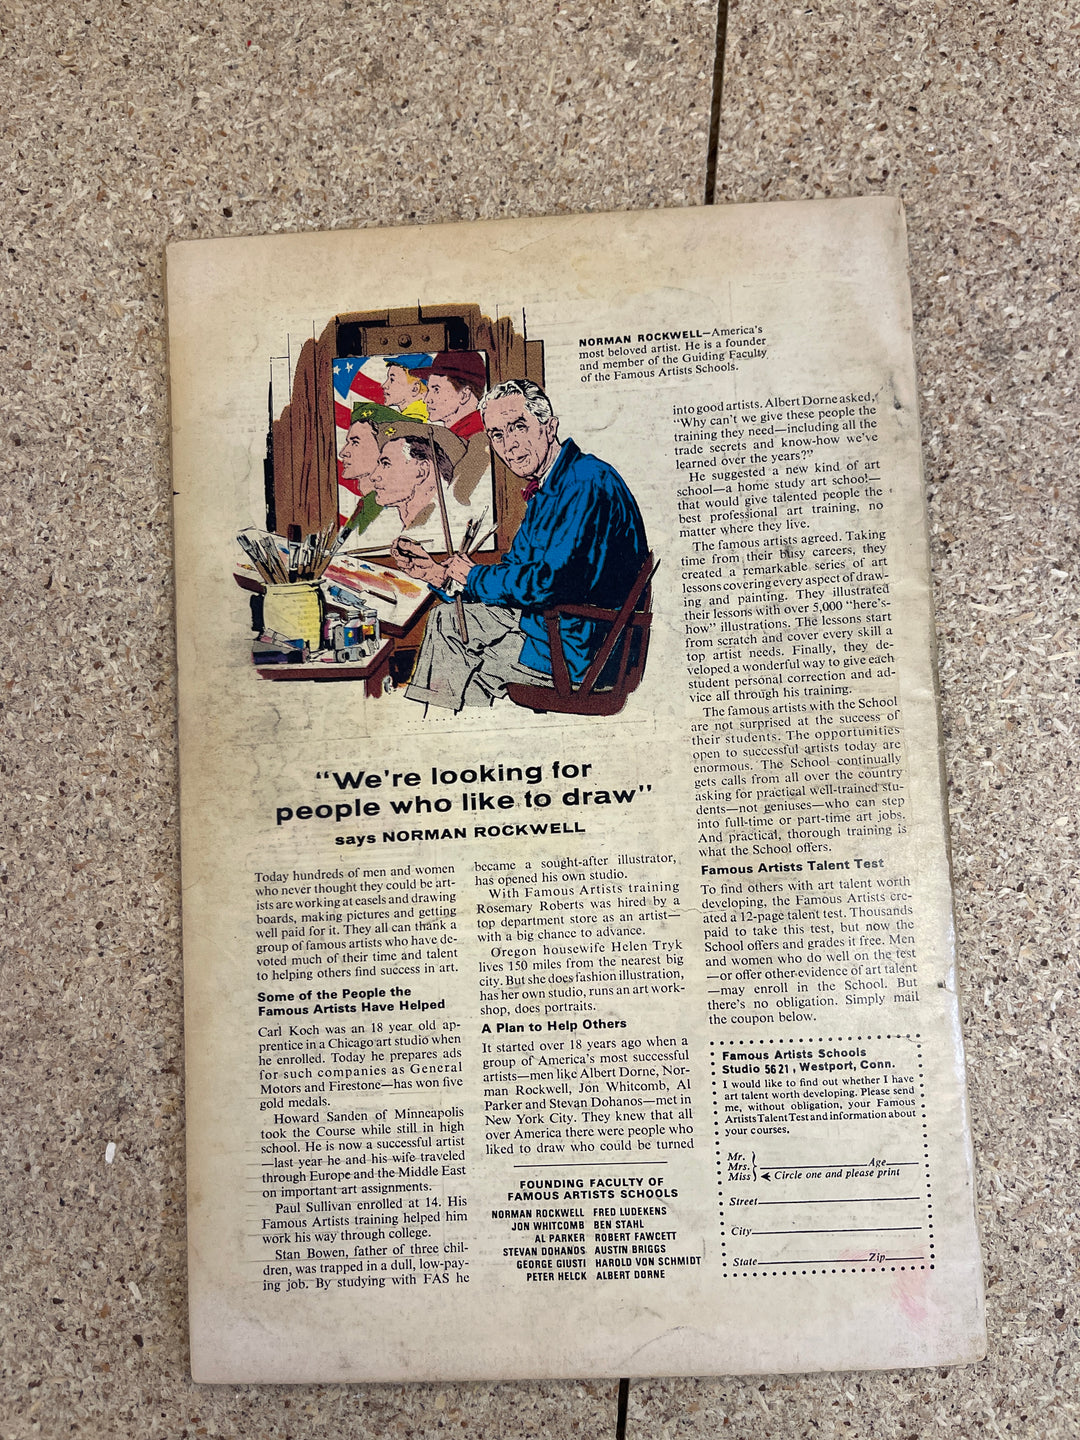 NORMAN ROCKWELL—America's
most beloved artist. He is a founder
and member of the Guiding Faculty
of the Famous Artists Schools.
"We're looking for
people who like to draw"
says NORMAN ROCKWELL
Today hundreds of men and women
who never thought they could be art-
ists are working at easels and drawing
boards, making pictures and getting
well paid for it. They all can thank a
group of famous artists who have de-
voted much of their time and talent
to helping others find success in art.
Some of the People the
Famous Artists Have Helped
Carl Koch was an 18 year old ap-
prentice in a Chicago art studio when
he enrolled. Today he prepares ads
for such companies as General
Motors and Firestone—has won five
gold medals.
Howard Sanden of Minneapolis
took the Course while still in high
school. He is now a successful artist
—last year he and his wife traveled
through Europe and the Middle East
on important art assignments.
Paul Sullivan enrolled at 14. His
Famous Artists training helped him
work his way through college.
Stan Bowen, father of three chil-
dren, was trapped in a dull, low-pay-
ing job. By studying with FAS he
became a sought-after illustrator,
has opened his own studio.
With Famous Artists training
Rosemary Roberts was hired by a
top department store as an artist—
with a big chance to advance.
Oregon housewife Helen Tryk
lives 150 miles from the nearest big
city. But she does fashion illustration,
has her own studio, runs an art work-
shop, does portraits.
A Plan to Help Others
It started over 18 years ago when a
group of America's most successful
artists—men like Albert Dorne, Nor-
man Rockwell, Jon Whitcomb, Al
Parker and Stevan Dohanos—met in
New York City. They knew that all
over America there were people who
liked to draw who could be turned
FOUNDING FACULTY OF
FAMOUS ARTISTS SCHOOLS
NORMAN ROCKWELL FRED LUDEKENS
JON WHITCOMB BEN STAHL
AL PARKER ROBERT FAWCETT
STEVAN DOHANOS AUSTIN BRIGGS
GEORGE GIUSTI HAROLD VON SCHMIDT
PETER HELCK ALBERT DORNE
into good artists. Albert Dorne asked,
"Why can't we give these people the
training they need—including all the
trade secrets and know-how we've
learned over the years?"
He suggested a new kind of art
school—a home study art school—
that would give talented people the
best professional art training, no
matter where they live.
The famous artists agreed. Taking
time from their busy careers, they
created a remarkable series of art
lessons covering every aspect of draw-
ing and painting. They illustrated
their lessons with over 5,000 "here's-
how" illustrations. The lessons start
from scratch and cover every skill a
top artist needs. Finally, they de-
veloped a wonderful way to give each
student personal correction and ad-
vice all through his training.
The famous artists with the School
are not surprised at the success of
their students. The opportunities
open to successful artists today are
enormous. The School continually
gets calls from all over the country
asking for practical well-trained stu-
dents—not geniuses—who can step
into full-time or part-time art jobs.
And practical, thorough training is
what the School offers.
Famous Artists Talent Test
To find others with art talent worth
developing, the Famous Artists cre-
ated a 12-page talent test. Thousands
paid to take this test, but now the
School offers and grades it free. Men
and women who do well on the test
—or offer other evidence of art talent
—may enroll in the School. But
there's no obligation. Simply mail
the coupon below.
Famous Artists Schools
Studio 5621, Westport, Conn.
I would like to find out whether I have
art talent worth developing. Please send
me, without obligation, your Famous
Artists Talent Test and information about
your courses.
Mr.
Mrs. Age
Miss Circle one and please print
Street
City
State Zip